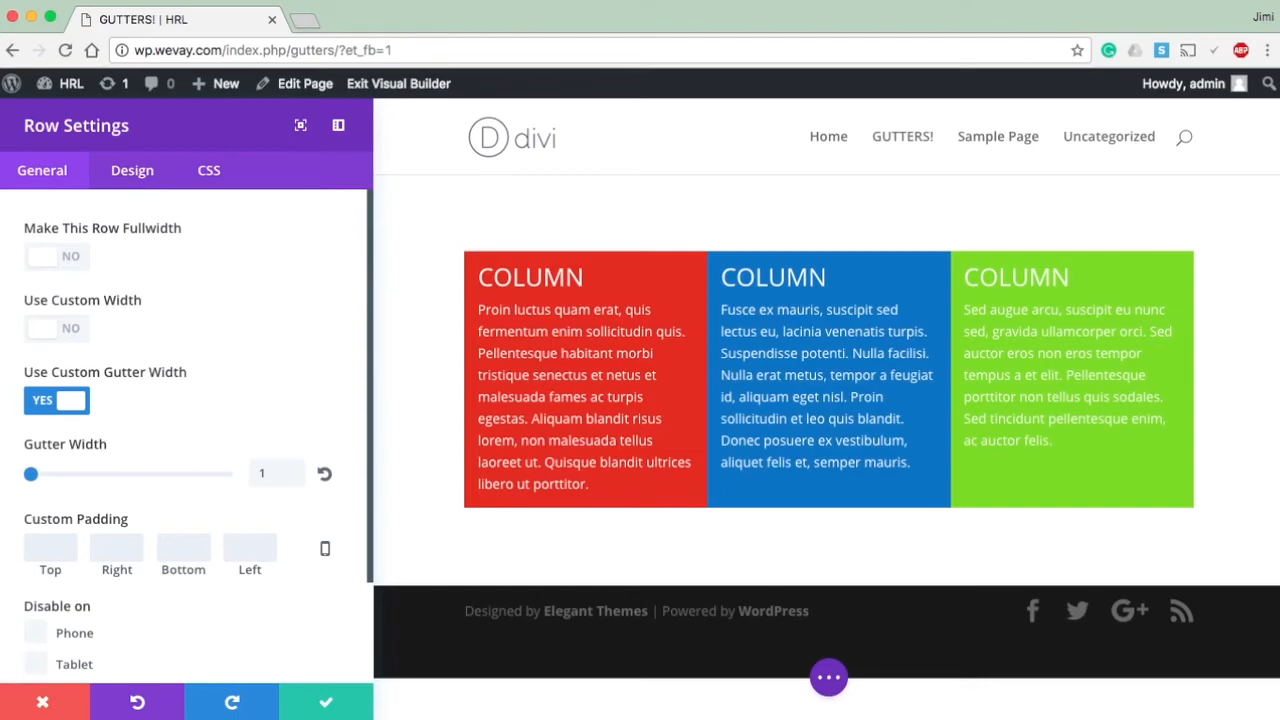 GUTTERS! | HRL
Jimi
wp.wevay.com/index.php/gutters/?et_fb=1
S
ABP
HRL
1
0
New
Edit Page
Exit Visual Builder
Howdy, admin
Row Settings
General
Design
CSS
Make This Row Fullwidth
NO
Use Custom Width
NO
Use Custom Gutter Width
YES
Gutter Width
1
Custom Padding
Top
Right
Bottom
Left
Disable on
Phone
Tablet
D divi
Home
GUTTERS!
Sample Page
Uncategorized
COLUMN
Proin luctus quam erat, quis
fermentum enim sollicitudin quis.
Pellentesque habitant morbi
tristique senectus et netus et
malesuada fames ac turpis
egestas. Aliquam blandit risus
lorem, non malesuada tellus
laoreet ut. Quisque blandit ultrices
libero ut porttitor.
COLUMN
Fusce ex mauris, suscipit sed
lectus eu, lacinia venenatis turpis.
Suspendisse potenti. Nulla facilisi.
Nulla erat metus, tempor a feugiat
id, aliquam eget nisl. Proin
sollicitudin et leo quis blandit.
Donec posuere ex vestibulum,
aliquet felis et, semper mauris.
COLUMN
Sed augue arcu, suscipit eu nunc
sed, gravida ullamcorper orci. Sed
auctor eros non eros tempor
tempus a et elit. Pellentesque
porttitor non tellus quis sodales.
Sed tincidunt pellentesque enim,
ac auctor felis.
Designed by Elegant Themes | Powered by WordPress
G+